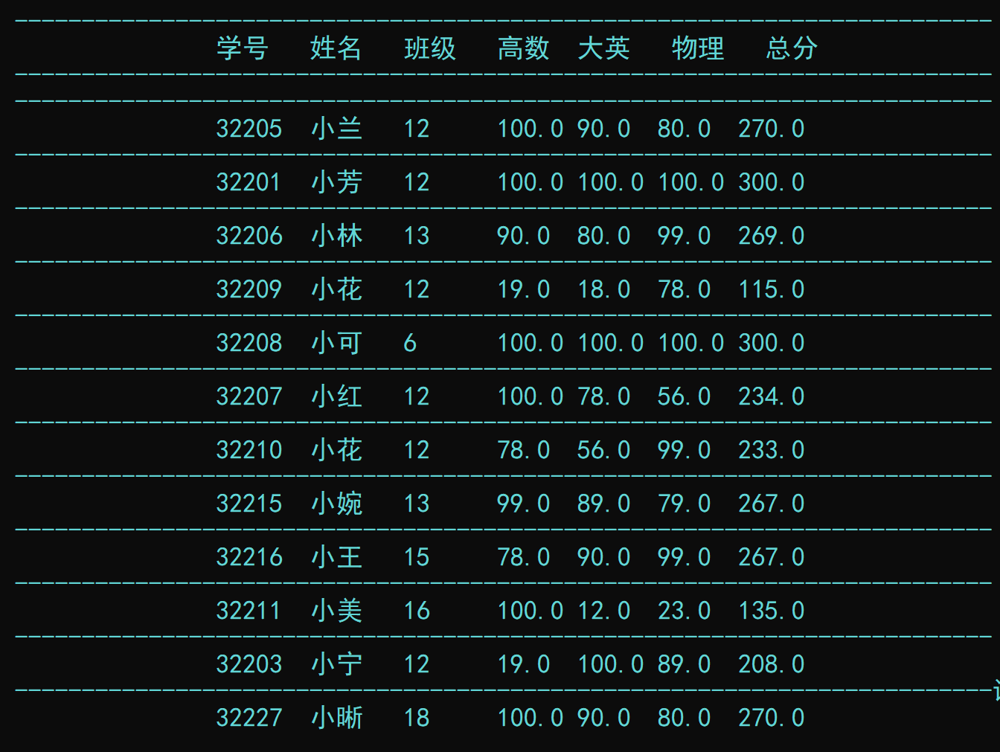 学号 姓名 班级 高数 大英 物理 总分
32205 小兰 12 100.0 90.0 80.0 270.0
32201 小芳 12 100.0 100.0 100.0 300.0
32206 小林 13 90.0 80.0 99.0 269.0
32209 小花 12 19.0 18.0 78.0 115.0
32208 小可 6 100.0 100.0 100.0 300.0
32207 小红 12 100.0 78.0 56.0 234.0
32210 小花 12 78.0 56.0 99.0 233.0
32215 小婉 13 99.0 89.0 79.0 267.0
32216 小王 15 78.0 90.0 99.0 267.0
32211 小美 16 100.0 12.0 23.0 135.0
32203 小宁 12 19.0 100.0 89.0 208.0
32227 小晰 18 100.0 90.0 80.0 270.0